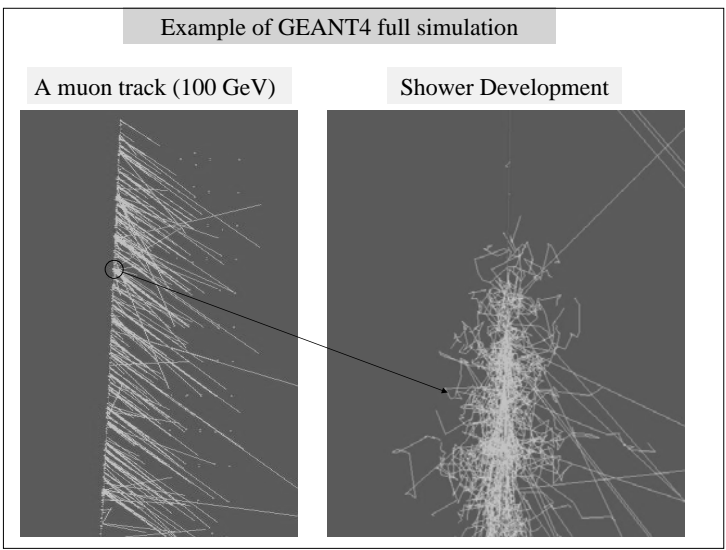 Example of GEANT4 full simulation
A muon track (100 GeV)
Shower Development